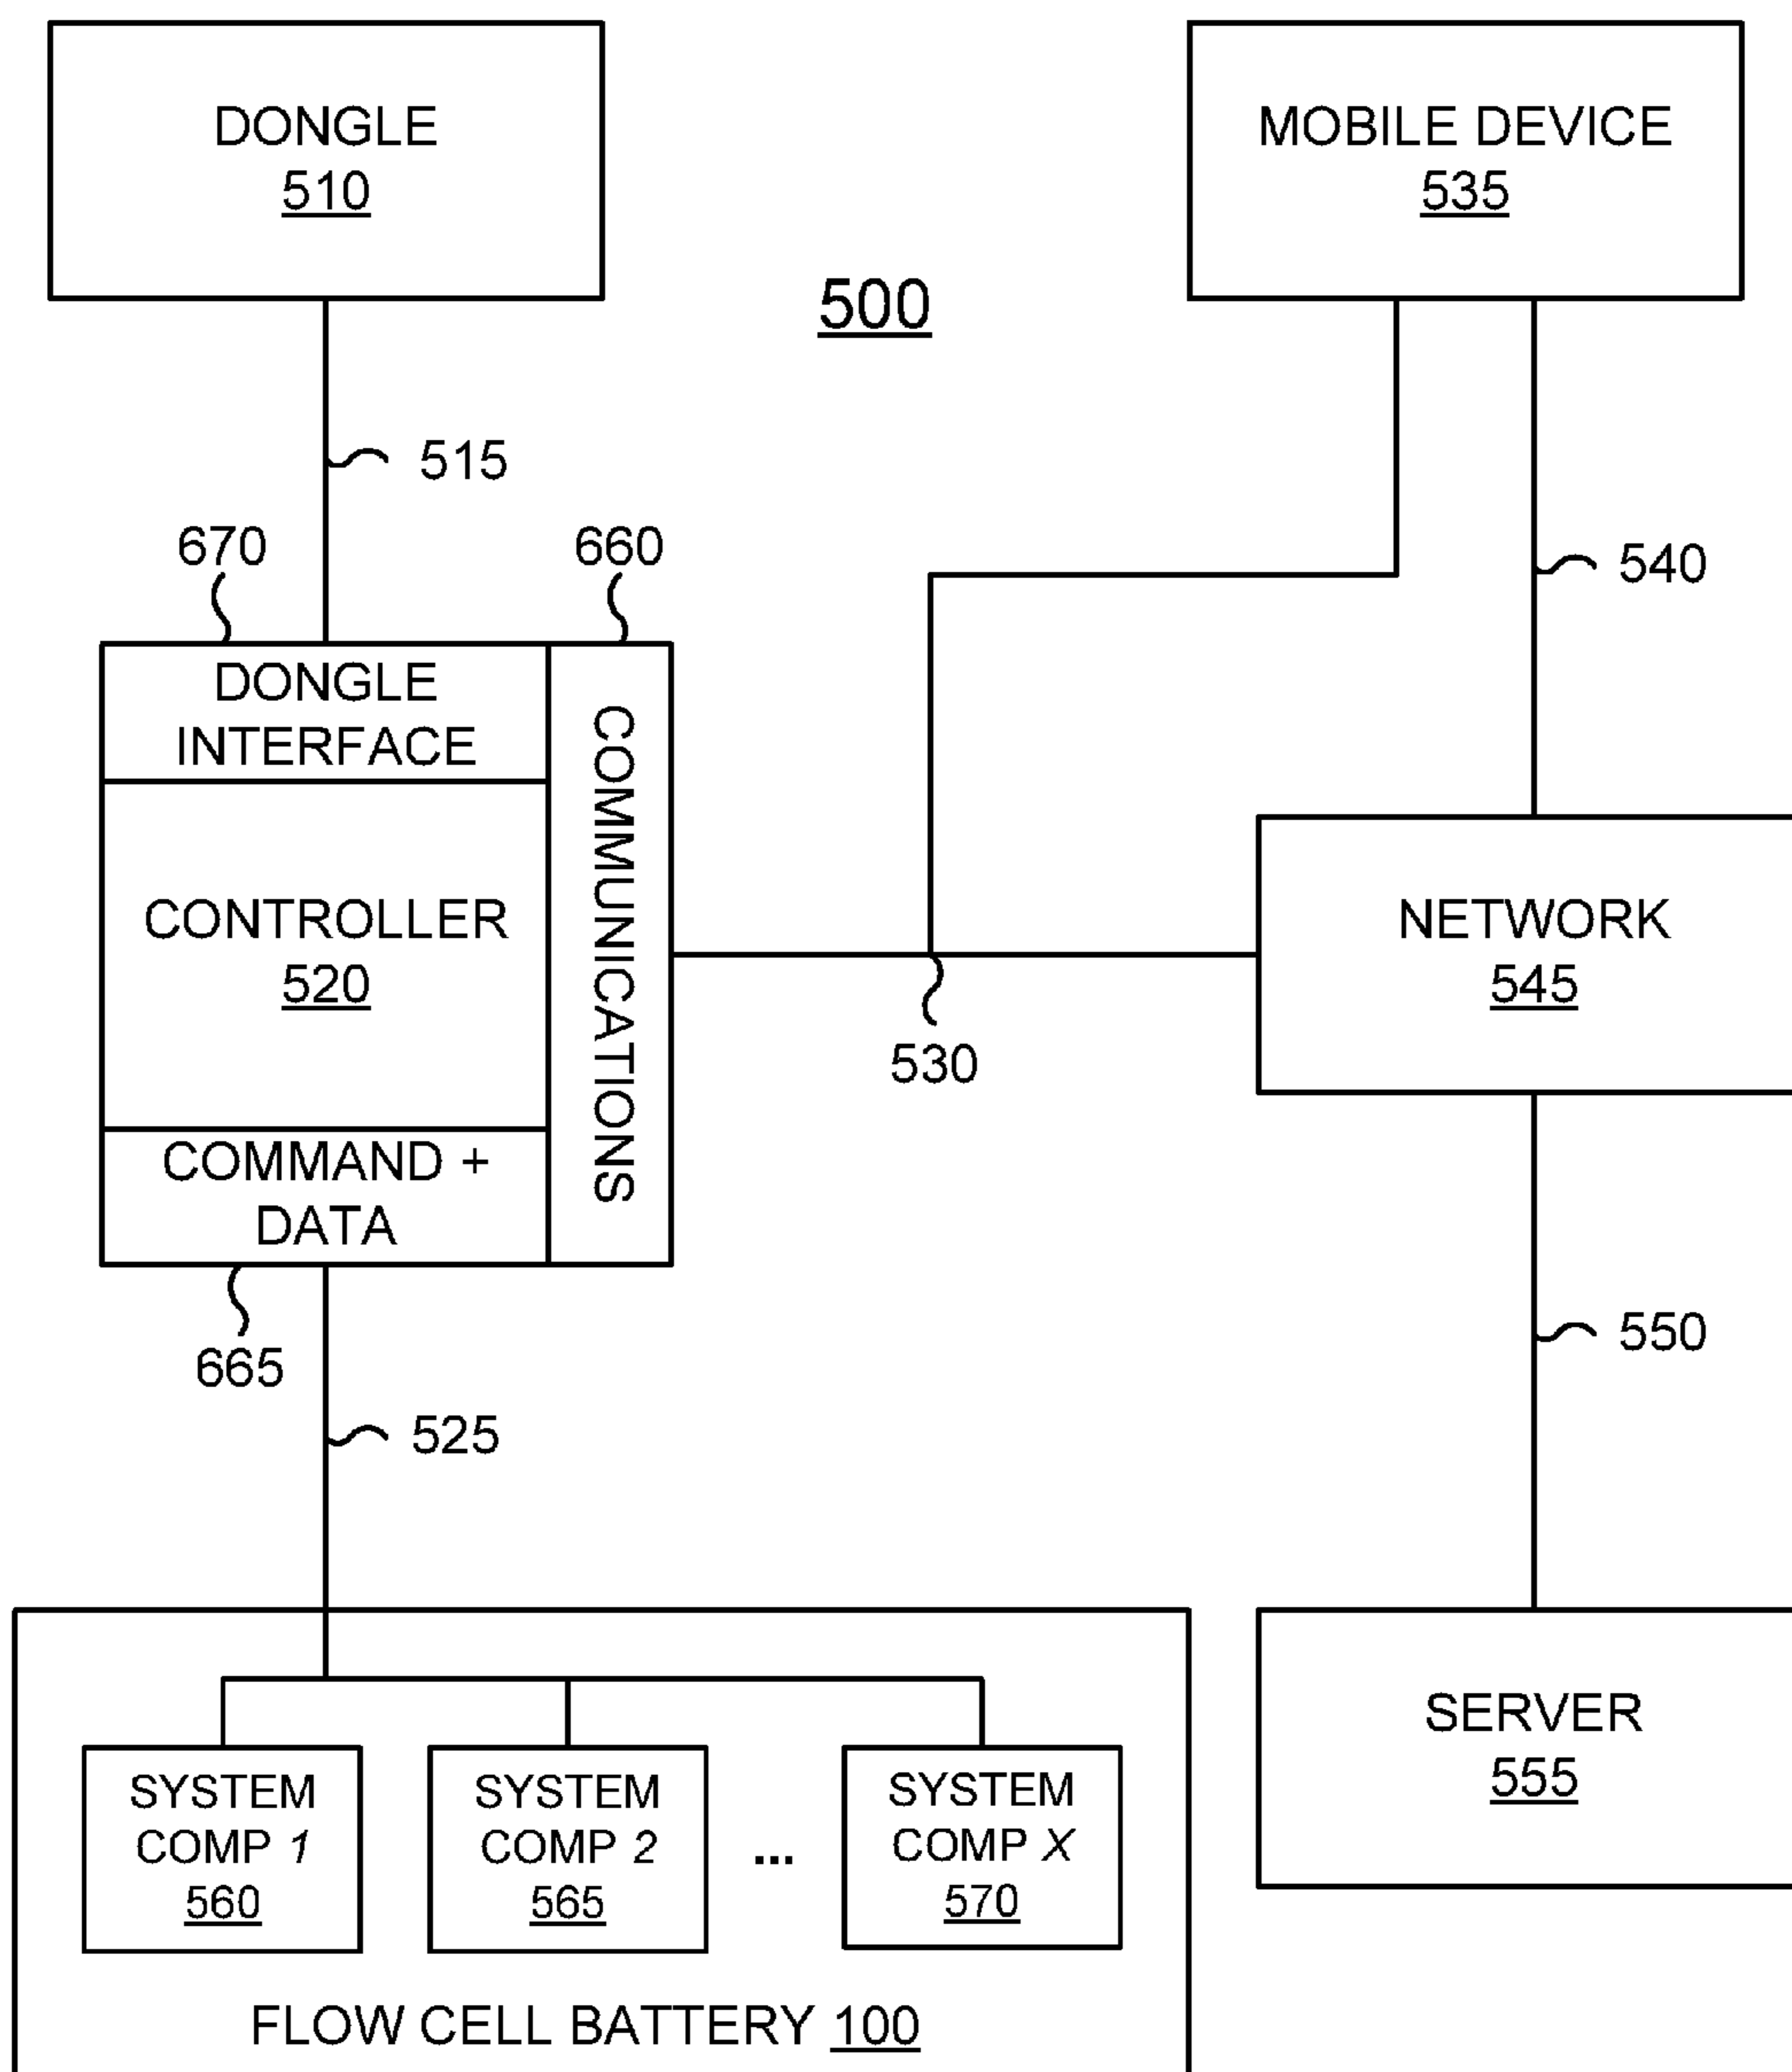 DONGLE
510
MOBILE DEVICE
535
500
515
670
660
540
DONGLE
INTERFACE
COMMUNICATIONS
CONTROLLER
520
NETWORK
545
530
COMMAND +
DATA
665
550
525
SYSTEM
COMP 1
560
SYSTEM
COMP 2
565
...
SYSTEM
COMP X
570
SERVER
555
FLOW CELL BATTERY 100